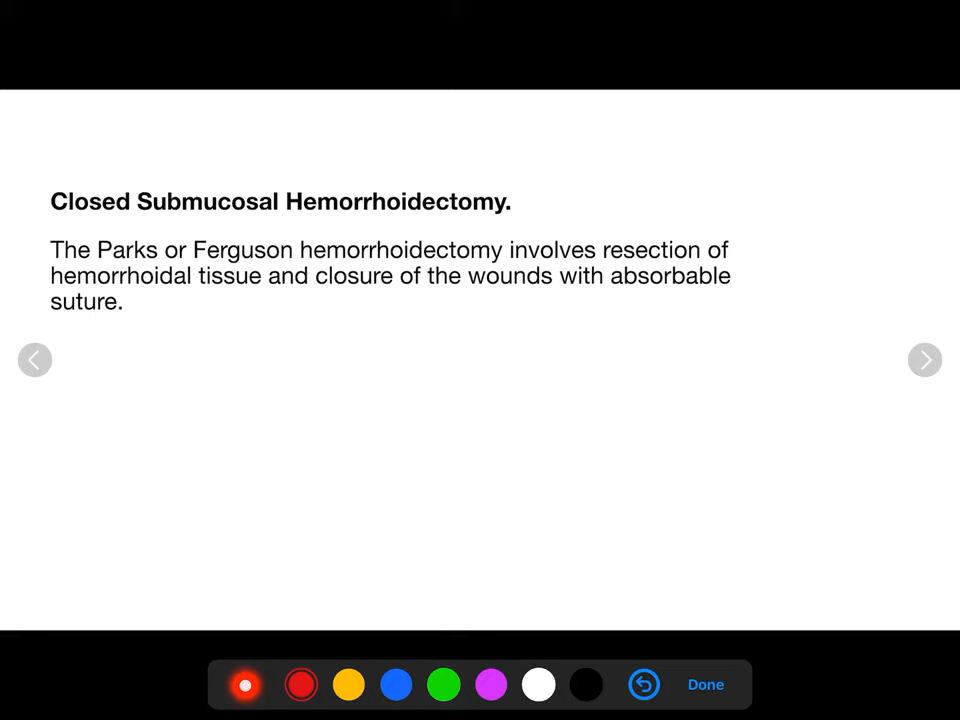 Closed Submucosal Hemorrhoidectomy.
The Parks or Ferguson hemorrhoidectomy involves resection of
hemorrhoidal tissue and closure of the wounds with absorbable
suture.
Done